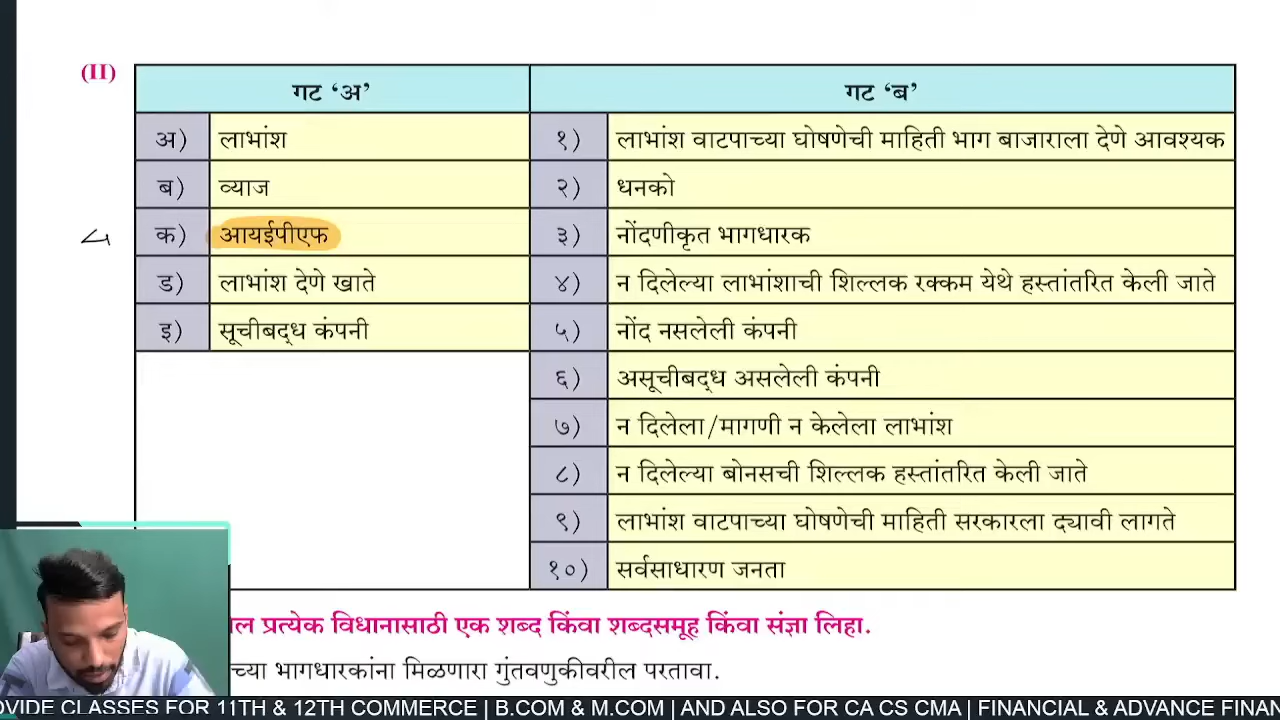 (II)
गट ‘अ’ गट ‘ब’
अ) लाभांश १) लाभांश वाटपाच्या घोषणेची माहिती भाग बाजाराला देणे आवश्यक
ब) व्याज २) धनको
क) आयईपीएफ ३) नोंदणीकृत भागधारक
ड) लाभांश देणे खाते ४) न दिलेल्या लाभांशाची शिल्लक रक्कम येथे हस्तांतरित केली जाते
इ) सूचीबद्ध कंपनी ५) नोंद नसलेली कंपनी
६) असूचीबद्ध असलेली कंपनी
७) न दिलेला/मागणी न केलेला लाभांश
८) न दिलेल्या बोनसची शिल्लक हस्तांतरित केली जाते
९) लाभांश वाटपाच्या घोषणेची माहिती सरकारला द्यावी लागते
१०) सर्वसाधारण जनता
प्रत्येक विधानासाठी एक शब्द किंवा शब्दसमूह किंवा संज्ञा लिहा.
भागधारकांना मिळणारा गुंतवणुकीवरील परतावा.
CLASSES FOR 11TH & 12TH COMMERCE | B.COM & M.COM | AND ALSO FOR CA CS CMA | FINANCIAL & ADVANCE